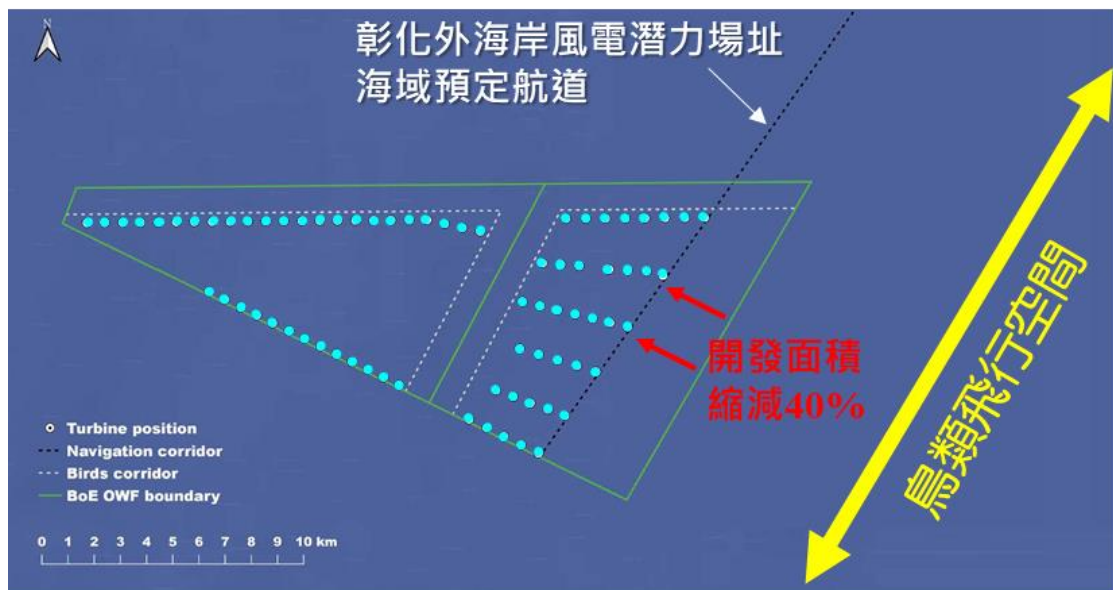 N
彰化外海岸風電潛力場址
海域預定航道
開發面積
縮減40%
鳥類飛行空間
Turbine position
Navigation corridor
Birds corridor
BoE OWF boundary
0 1 2 3 4 5 6 7 8 9 10 km